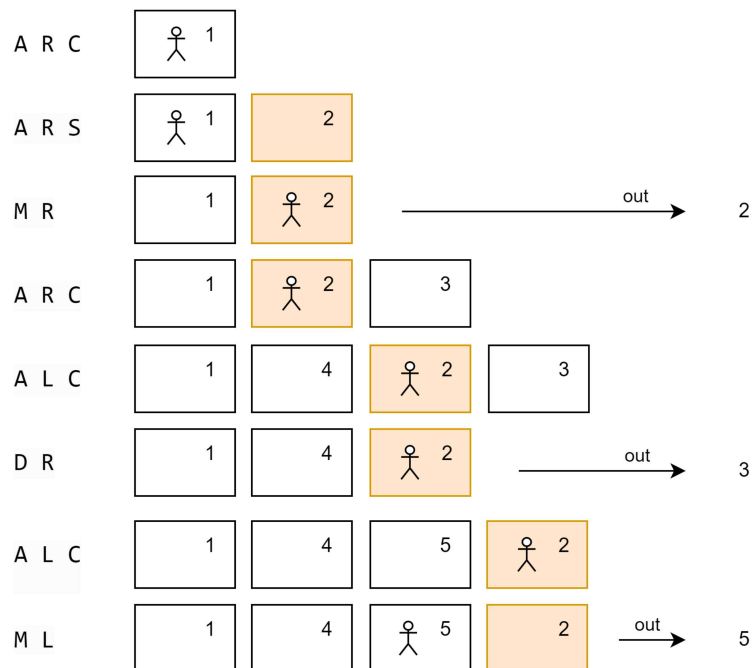 A R C 1
A R S 1 2
M R 1 2 out 2
A R C 1 2 3
A L C 1 4 2 3
D R 1 4 2 out 3
A L C 1 4 5 2
M L 1 4 5 2 out 5